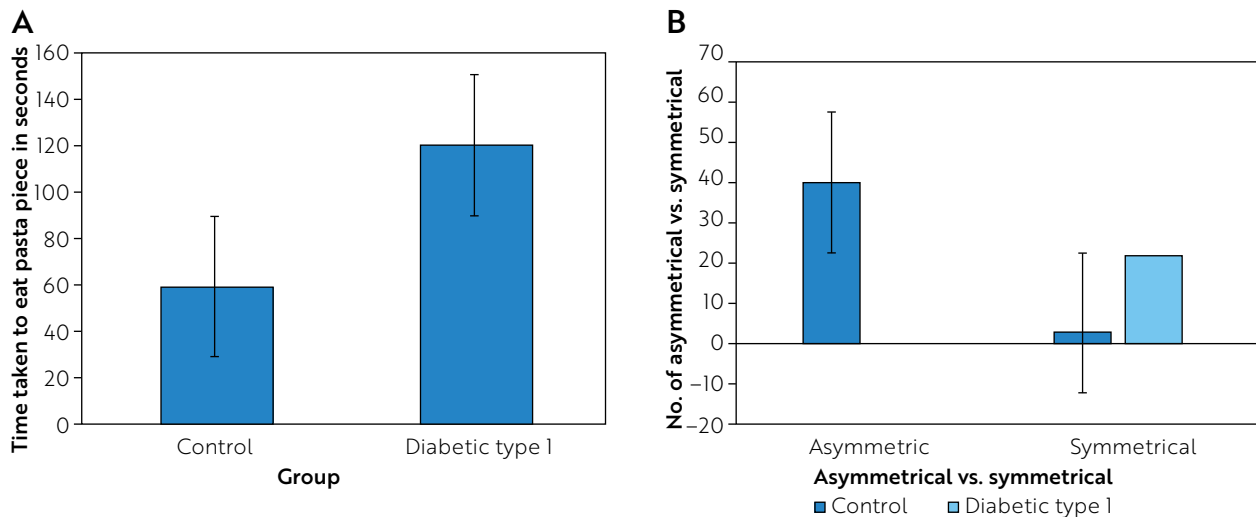 A
Time taken to eat pasta piece in seconds
160
140
120
100
80
60
40
20
0
Control Diabetic type 1
Group
B
No. of asymmetrical vs. symmetrical
70
60
50
40
30
20
10
0
–10
–20
Asymmetric Symmetrical
Asymmetrical vs. symmetrical
Control Diabetic type 1